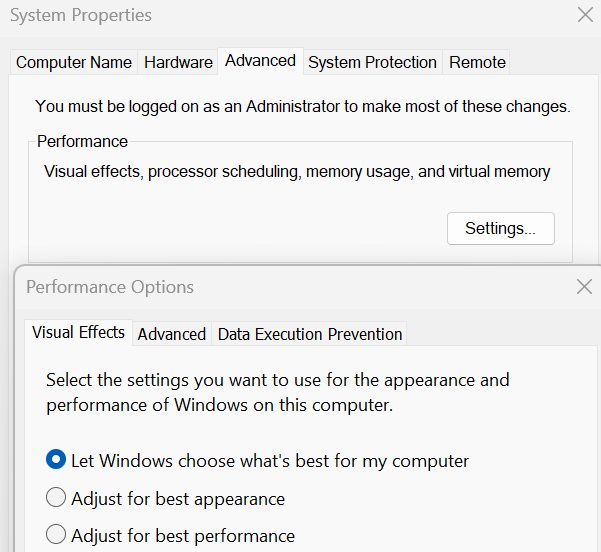 System Properties
Computer Name Hardware Advanced System Protection Remote
You must be logged on as an Administrator to make most of these changes.
Performance
Visual effects, processor scheduling, memory usage, and virtual memory
Settings...
Performance Options
Visual Effects Advanced Data Execution Prevention
Select the settings you want to use for the appearance and
performance of Windows on this computer.
Let Windows choose what's best for my computer
Adjust for best appearance
Adjust for best performance